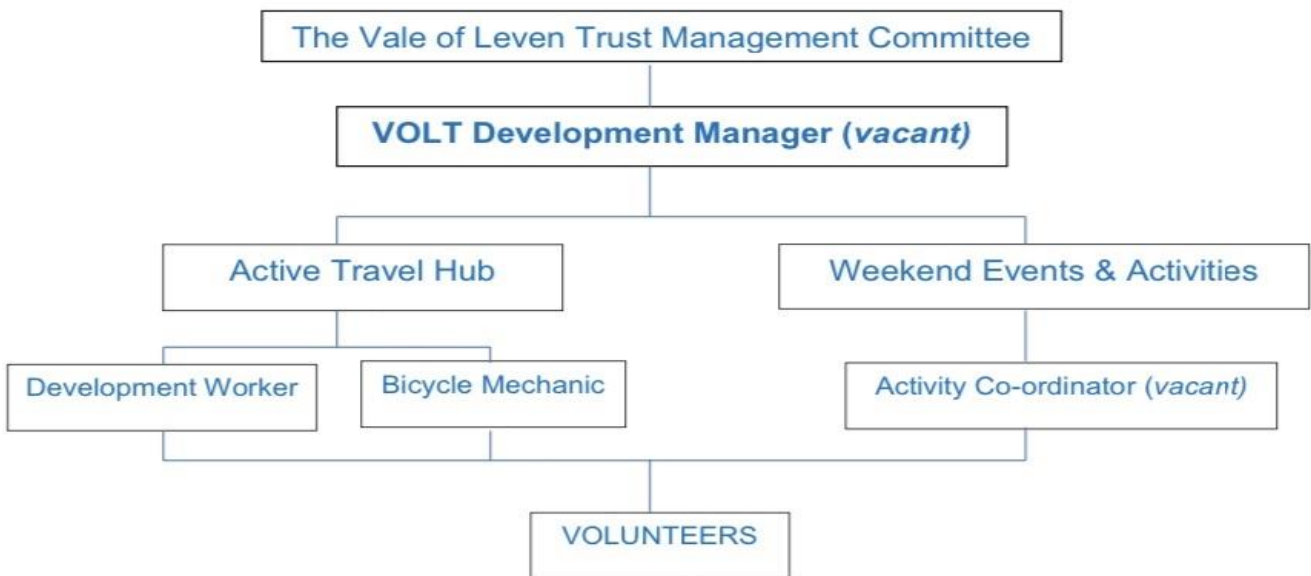 The Vale of Leven Trust Management Committee
VOLT Development Manager (vacant)
Active Travel Hub
Weekend Events & Activities
Development Worker
Bicycle Mechanic
Activity Co-ordinator (vacant)
VOLUNTEERS